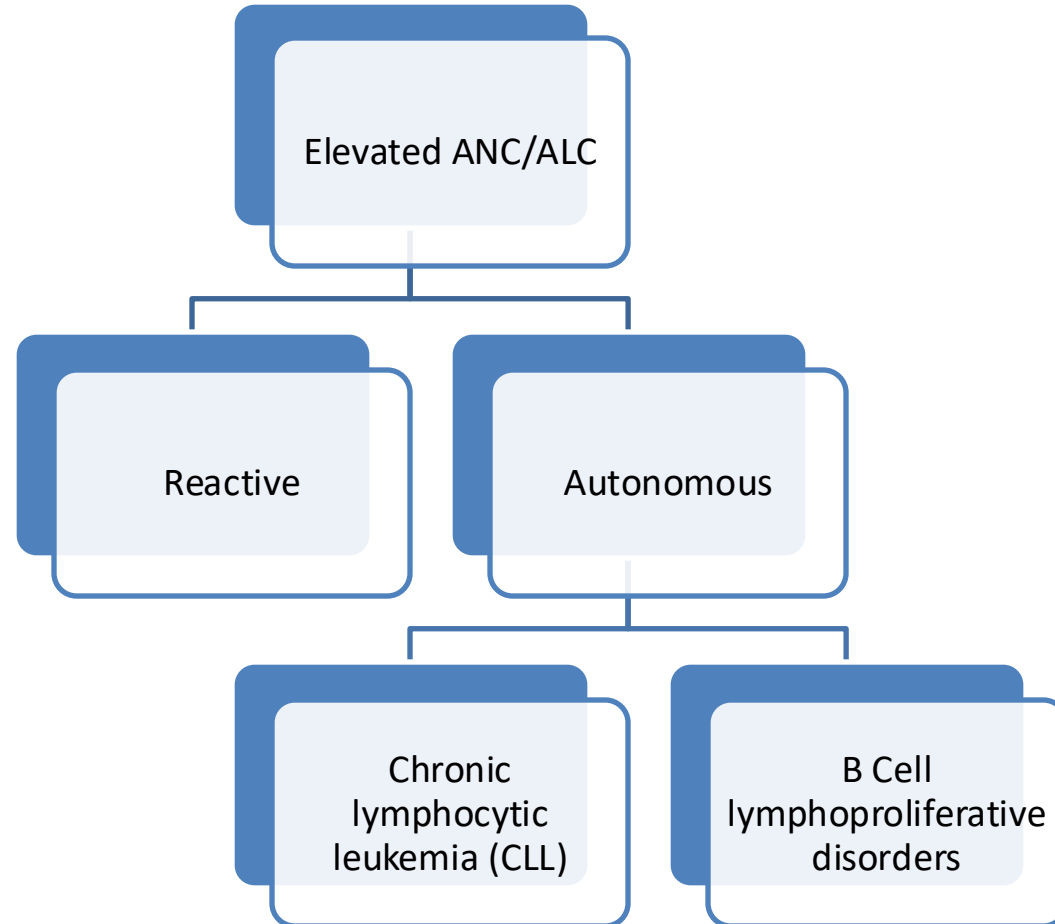 Elevated ANC/ALC
Reactive
Autonomous
Chronic
lymphocytic
leukemia (CLL)
B Cell
lymphoproliferative
disorders